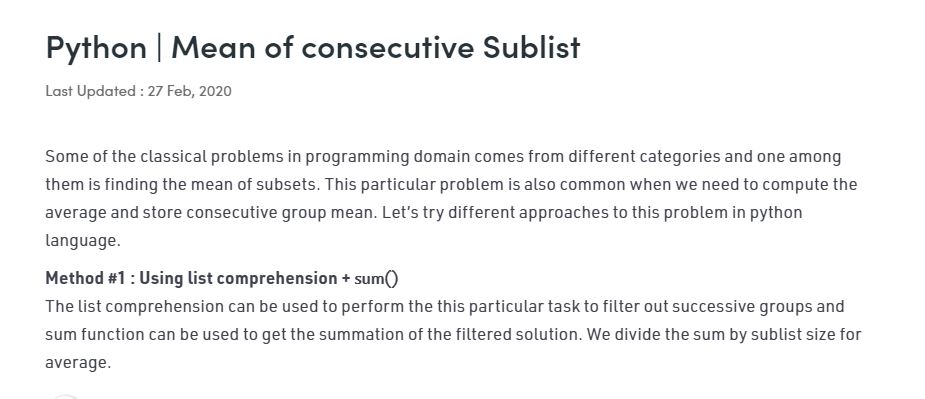 Python | Mean of consecutive Sublist
Last Updated : 27 Feb, 2020
Some of the classical problems in programming domain comes from different categories and one among
them is finding the mean of subsets. This particular problem is also common when we need to compute the
average and store consecutive group mean. Let's try different approaches to this problem in python
language.
Method #1 : Using list comprehension + sum()
The list comprehension can be used to perform the this particular task to filter out successive groups and
sum function can be used to get the summation of the filtered solution. We divide the sum by sublist size for
average.